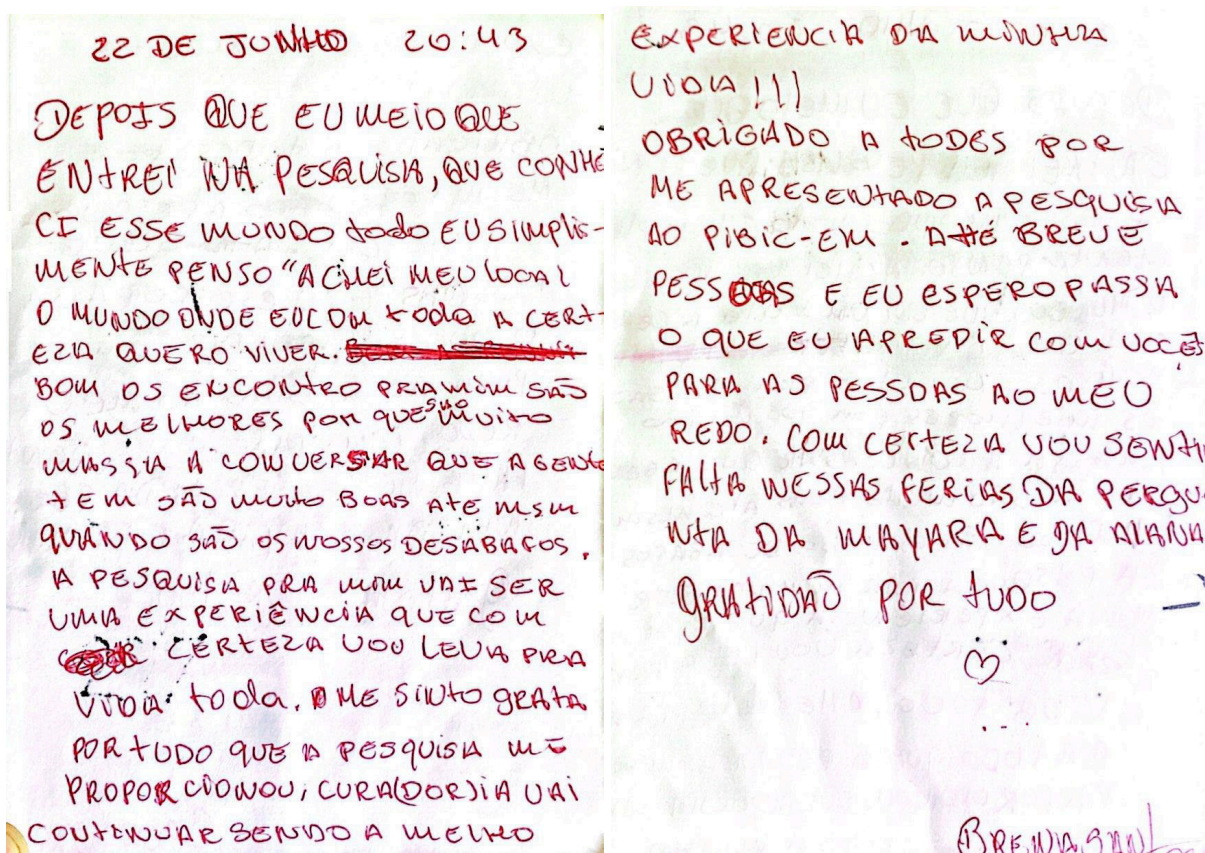 22 DE JUNHO 20:43
DEPOIS QUE EU MEIO QUE
ENTREI NA PESQUISA, QUE CONHE
CI ESSE MUNDO todo EU SIMPLIS-
MENTE PENSO "ACHEI MEU LOCAL
O MUNDO ONDE EU COM toda A CERT-
EZA QUERO VIVER.
BOM OS ENCONTRO PRA MIM SÃO
OS MELHORES POR QUE SÃO MUITO
MASSA A CONVERSAR QUE AGENTE
TEM SÃO MUITO BOAS ATE MSM
QUANDO SÃO OS NOSSOS DESABAFOS.
A PESQUISA PRA MIM VAI SER
UMA EXPERIÊNCIA QUE COM
CERTEZA VOU LEVA PRA
VIDA toda. ME SINTO GRATA
POR TUDO QUE A PESQUISA ME
PROPORCIONOU; CURA(DOR)IA VAI
CONTINUAR SENDO A MELHO
EXPERIENCIA DA MINHA
VIDA!!!
OBRIGADO A TODES POR
ME APRESENTADO A PESQUISA
AO PIBIC-EM. ATHÉ BREVE
PESSOAS E EU ESPERO PASSA
O QUE EU APREDIR COM VOCÊS
PARA AS PESSOAS AO MEU
REDO. COM CERTEZA VOU SENTI
FALTA NESSAS FERIAS DA PERGU
NTA DA MAYARA E DA ALANA
GRATIDÃO POR TUDO